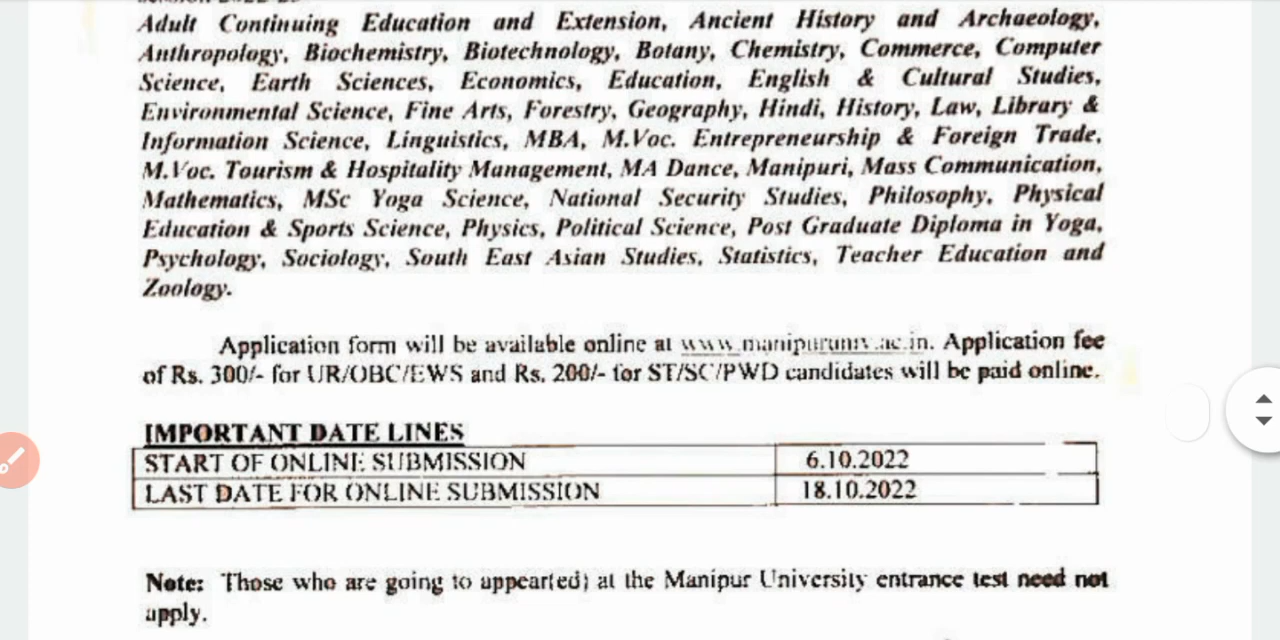 Adult Continuing Education and Extension, Ancient History and Archaeology,
Anthropology, Biochemistry, Biotechnology, Botany, Chemistry, Commerce, Computer
Science, Earth Sciences, Economics, Education, English & Cultural Studies,
Environmental Science, Fine Arts, Forestry, Geography, Hindi, History, Law, Library &
Information Science, Linguistics, MBA, M.Voc. Entrepreneurship & Foreign Trade,
M.Voc. Tourism & Hospitality Management, MA Dance, Manipuri, Mass Communication,
Mathematics, MSc Yoga Science, National Security Studies, Philosophy, Physical
Education & Sports Science, Physics, Political Science, Post Graduate Diploma in Yoga,
Psychology, Sociology, South East Asian Studies, Statistics, Teacher Education and
Zoology.
Application form will be available online at www.manipuruniv.ac.in. Application fee
of Rs. 300/- for UR/OBC/EWS and Rs. 200/- for ST/SC/PWD candidates will be paid online.
IMPORTANT DATE LINES
START OF ONLINE SUBMISSION 6.10.2022
LAST DATE FOR ONLINE SUBMISSION 18.10.2022
Note: Those who are going to appear(ed) at the Manipur University entrance test need not
apply.